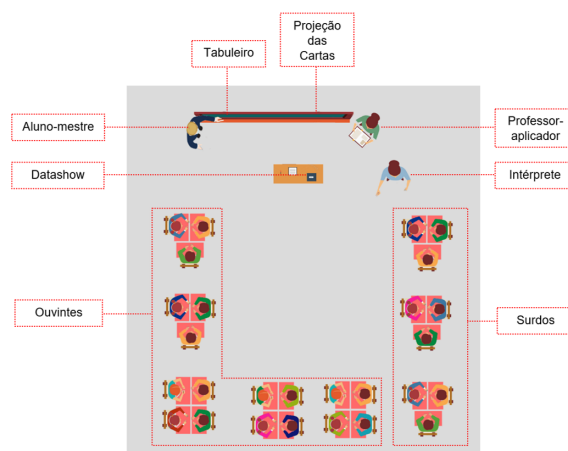 Tabuleiro
Projeção
das
Cartas
Aluno-mestre
Professor-
aplicador
Datashow
Intérprete
Ouvintes
Surdos